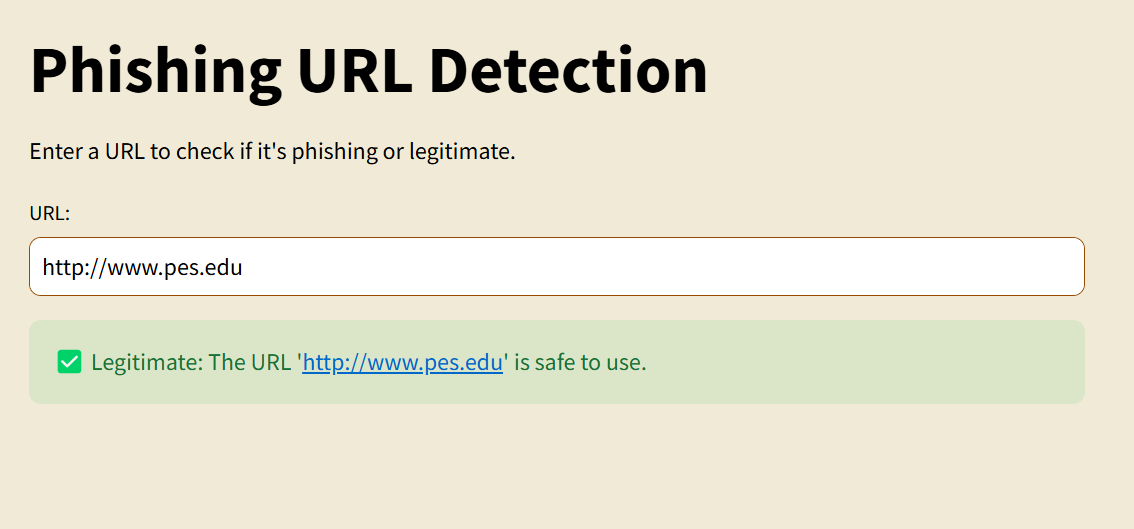 Phishing URL Detection
Enter a URL to check if it's phishing or legitimate.
URL:
http://www.pes.edu
✅ Legitimate: The URL 'http://www.pes.edu' is safe to use.